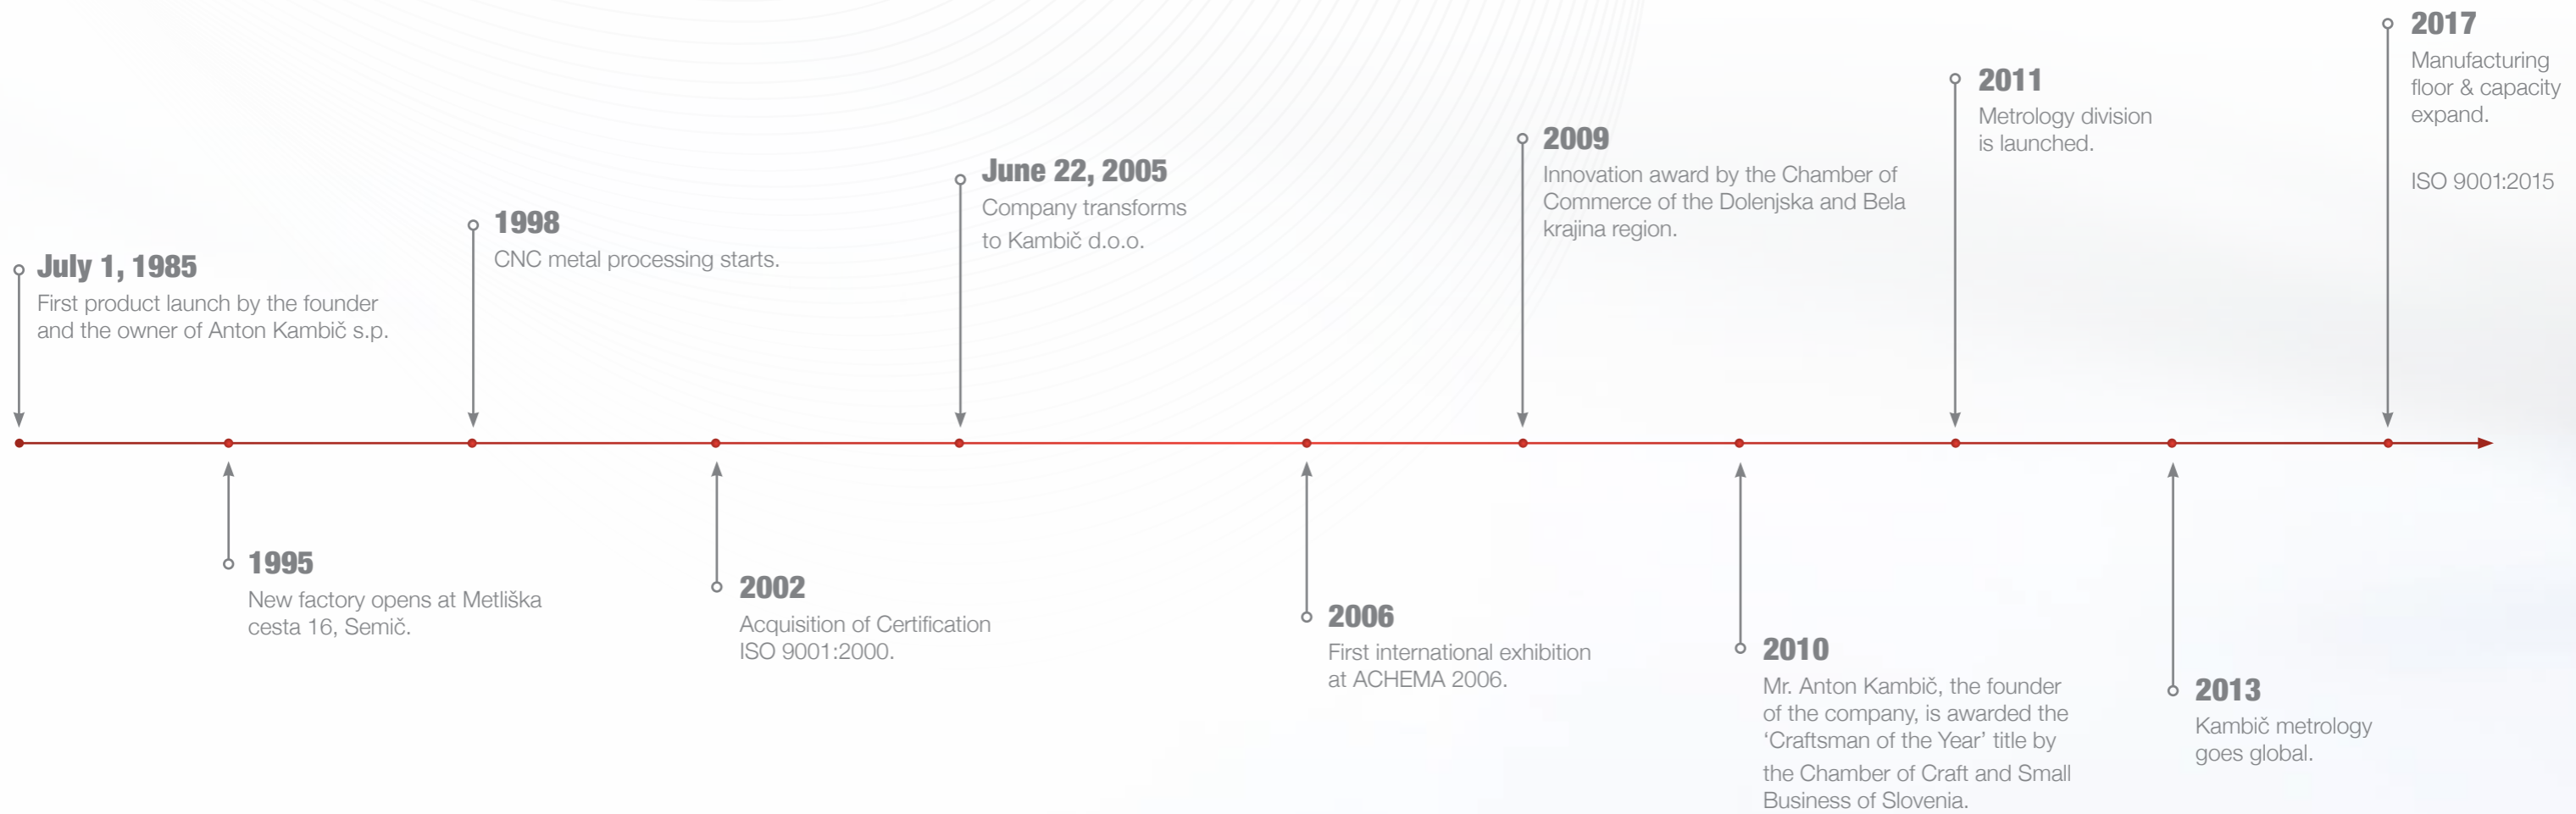 July 1, 1985
First product launch by the founder
and the owner of Anton Kambič s.p.
1995
New factory opens at Metliška
cesta 16, Semič.
1998
CNC metal processing starts.
2002
Acquisition of Certification
ISO 9001:2000.
June 22, 2005
Company transforms
to Kambič d.o.o.
2006
First international exhibition
at ACHEMA 2006.
2009
Innovation award by the Chamber of
Commerce of the Dolenjska and Bela
krajina region.
2010
Mr. Anton Kambič, the founder
of the company, is awarded the
‘Craftsman of the Year’ title by
the Chamber of Craft and Small
Business of Slovenia.
2011
Metrology division
is launched.
2013
Kambič metrology
goes global.
2017
Manufacturing
floor & capacity
expand.
ISO 9001:2015